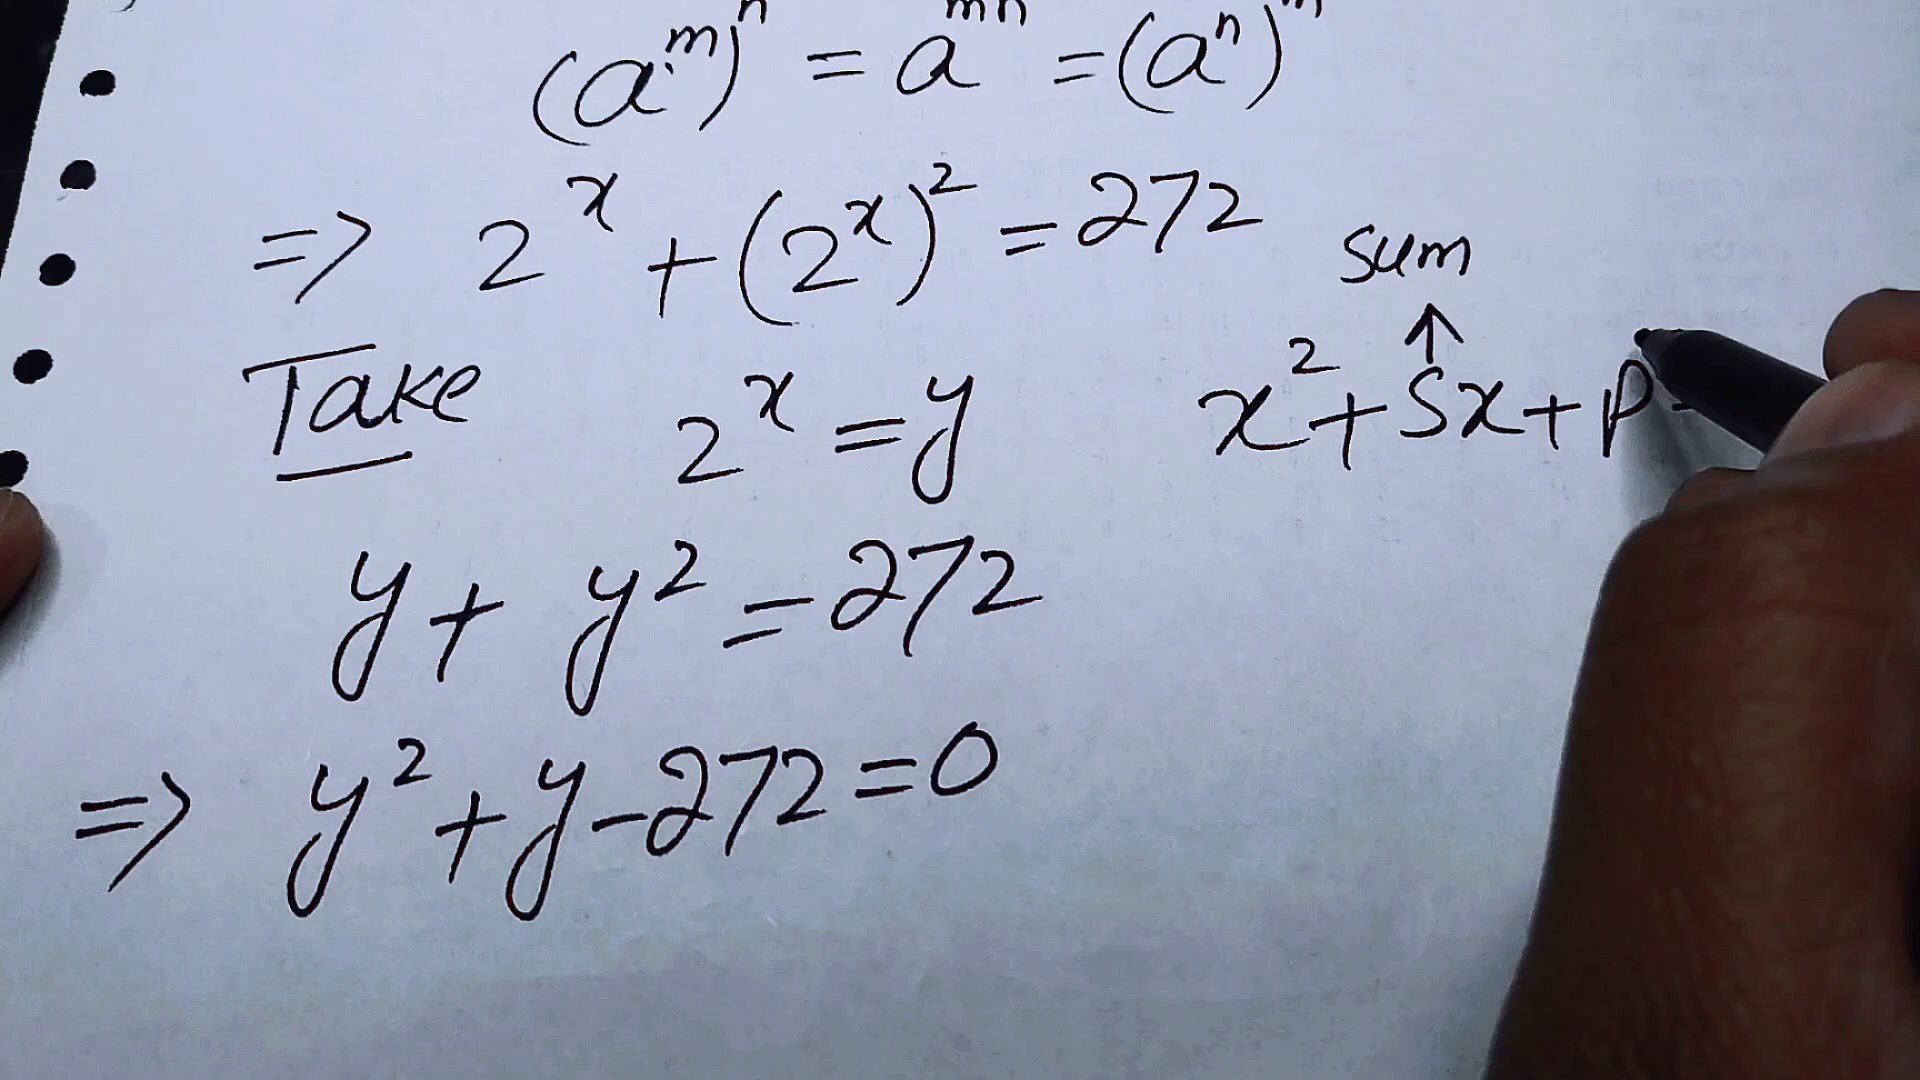 (a^m)^n = a^mn = (a^n)^m
=> 2^x + (2^x)^2 = 272
sum
↑
Take 2^x = y x^2 + Sx + P
y + y^2 = 272
=> y^2 + y - 272 = 0